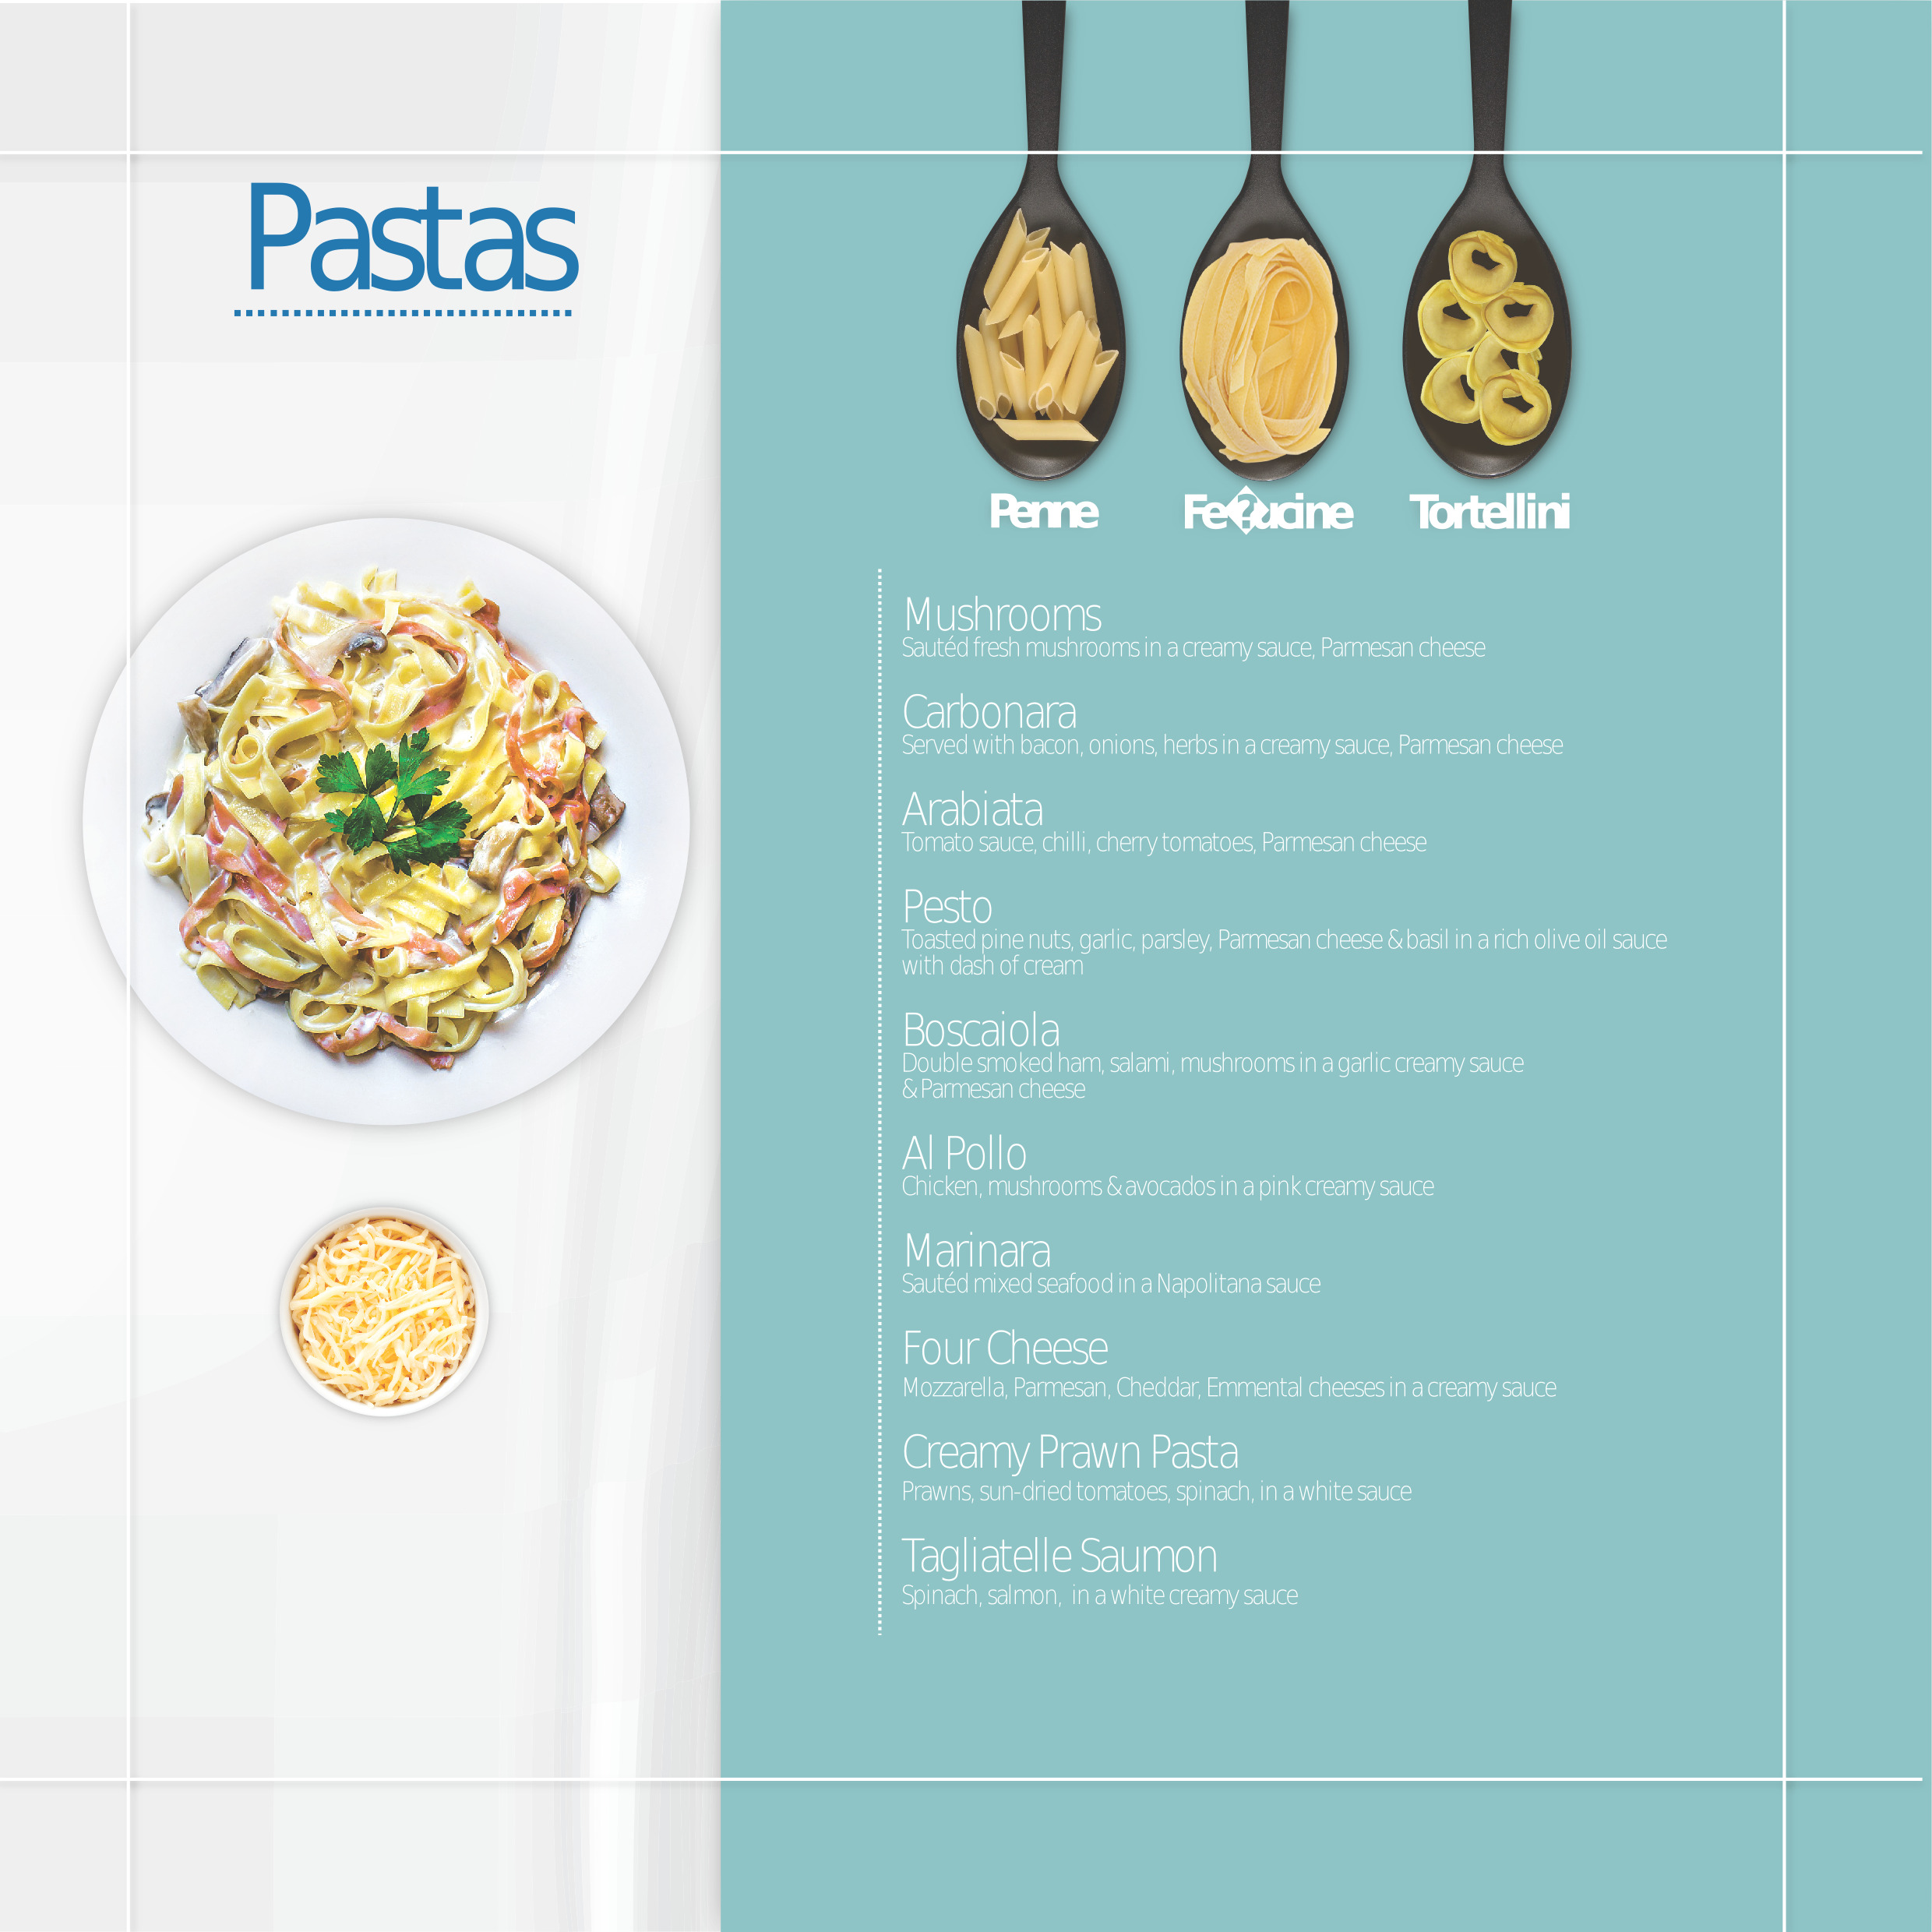 Pastas
Penne
Fe�ucine
Tortellini
Mushrooms
Sautéd fresh mushrooms in a creamy sauce, Parmesan cheese
Carbonara
Served with bacon, onions, herbs in a creamy sauce, Parmesan cheese
Arabiata
Tomato sauce, chilli, cherry tomatoes, Parmesan cheese
Pesto
Toasted pine nuts, garlic, parsley, Parmesan cheese & basil in a rich olive oil sauce
with dash of cream
Boscaiola
Double smoked ham, salami, mushrooms in a garlic creamy sauce
& Parmesan cheese
Al Pollo
Chicken, mushrooms & avocados in a pink creamy sauce
Marinara
Sautéd mixed seafood in a Napolitana sauce
Four Cheese
Mozzarella, Parmesan, Cheddar, Emmental cheeses in a creamy sauce
Creamy Prawn Pasta
Prawns, sun-dried tomatoes, spinach, in a white sauce
Tagliatelle Saumon
Spinach, salmon, in a white creamy sauce